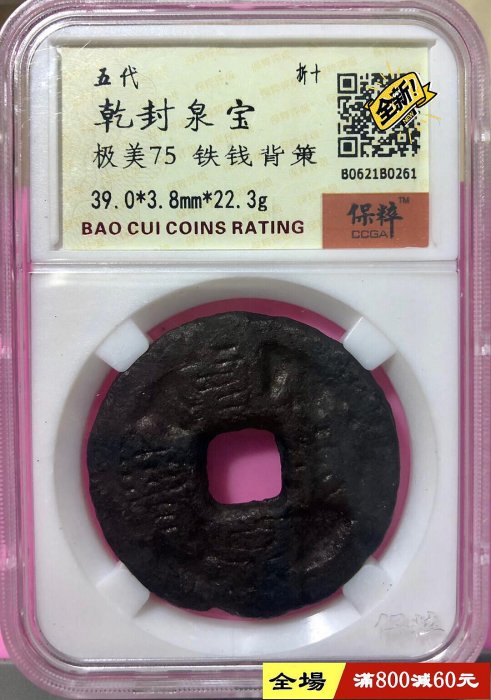 五代 折十
乾封泉宝
极美75 铁钱背策
39.0*3.8mm*22.3g
BAO CUI COINS RATING
全新!
B0621B0261
保粹™
CCGA
全場 滿800減60元